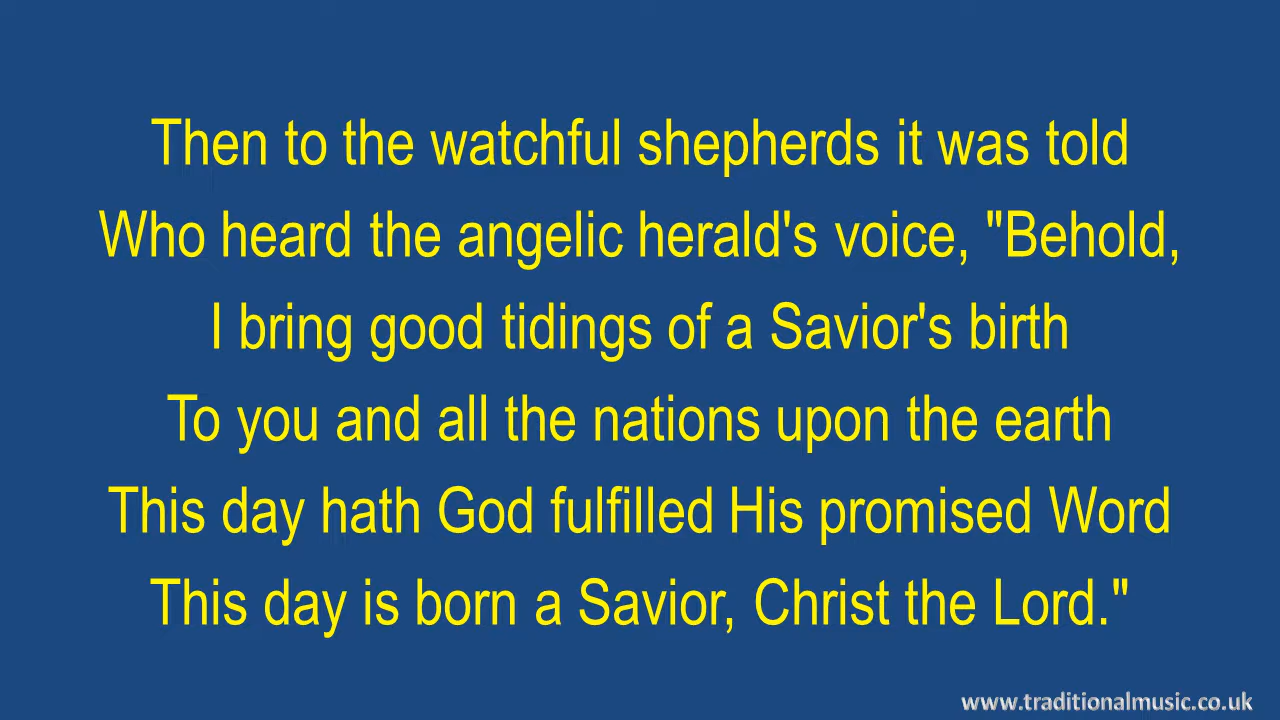 Then to the watchful shepherds it was told
Who heard the angelic herald's voice, "Behold,
I bring good tidings of a Savior's birth
To you and all the nations upon the earth
This day hath God fulfilled His promised Word
This day is born a Savior, Christ the Lord."
www.traditionalmusic.co.uk